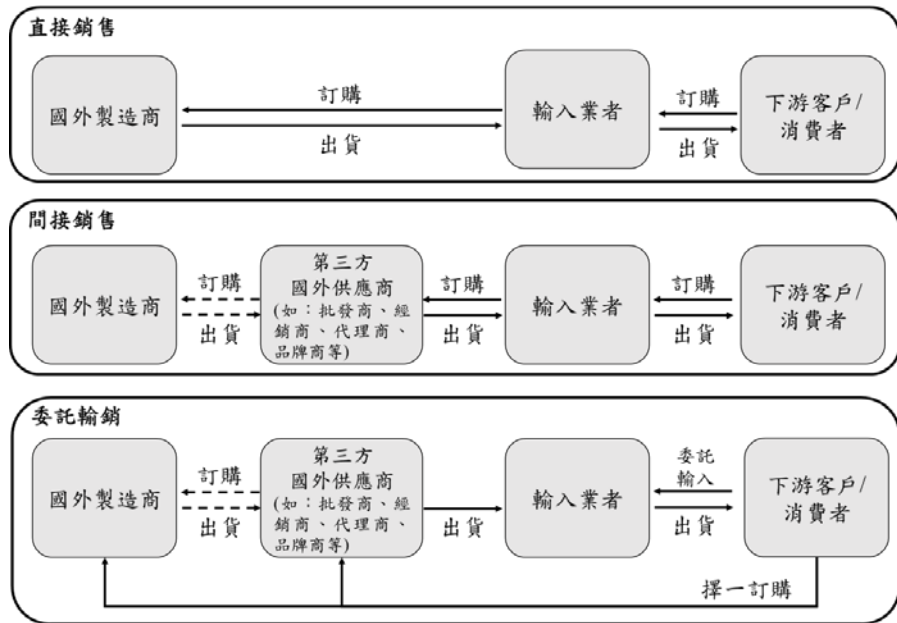 直接銷售
國外製造商
訂購
出貨
輸入業者
訂購
出貨
下游客戶/
消費者
間接銷售
國外製造商
訂購
出貨
第三方
國外供應商
(如：批發商、經
銷商、代理商、
品牌商等)
訂購
出貨
輸入業者
訂購
出貨
下游客戶/
消費者
委託輸銷
國外製造商
訂購
出貨
第三方
國外供應商
(如：批發商、經
銷商、代理商、
品牌商等)
出貨
輸入業者
委託
輸入
出貨
下游客戶/
消費者
擇一訂購